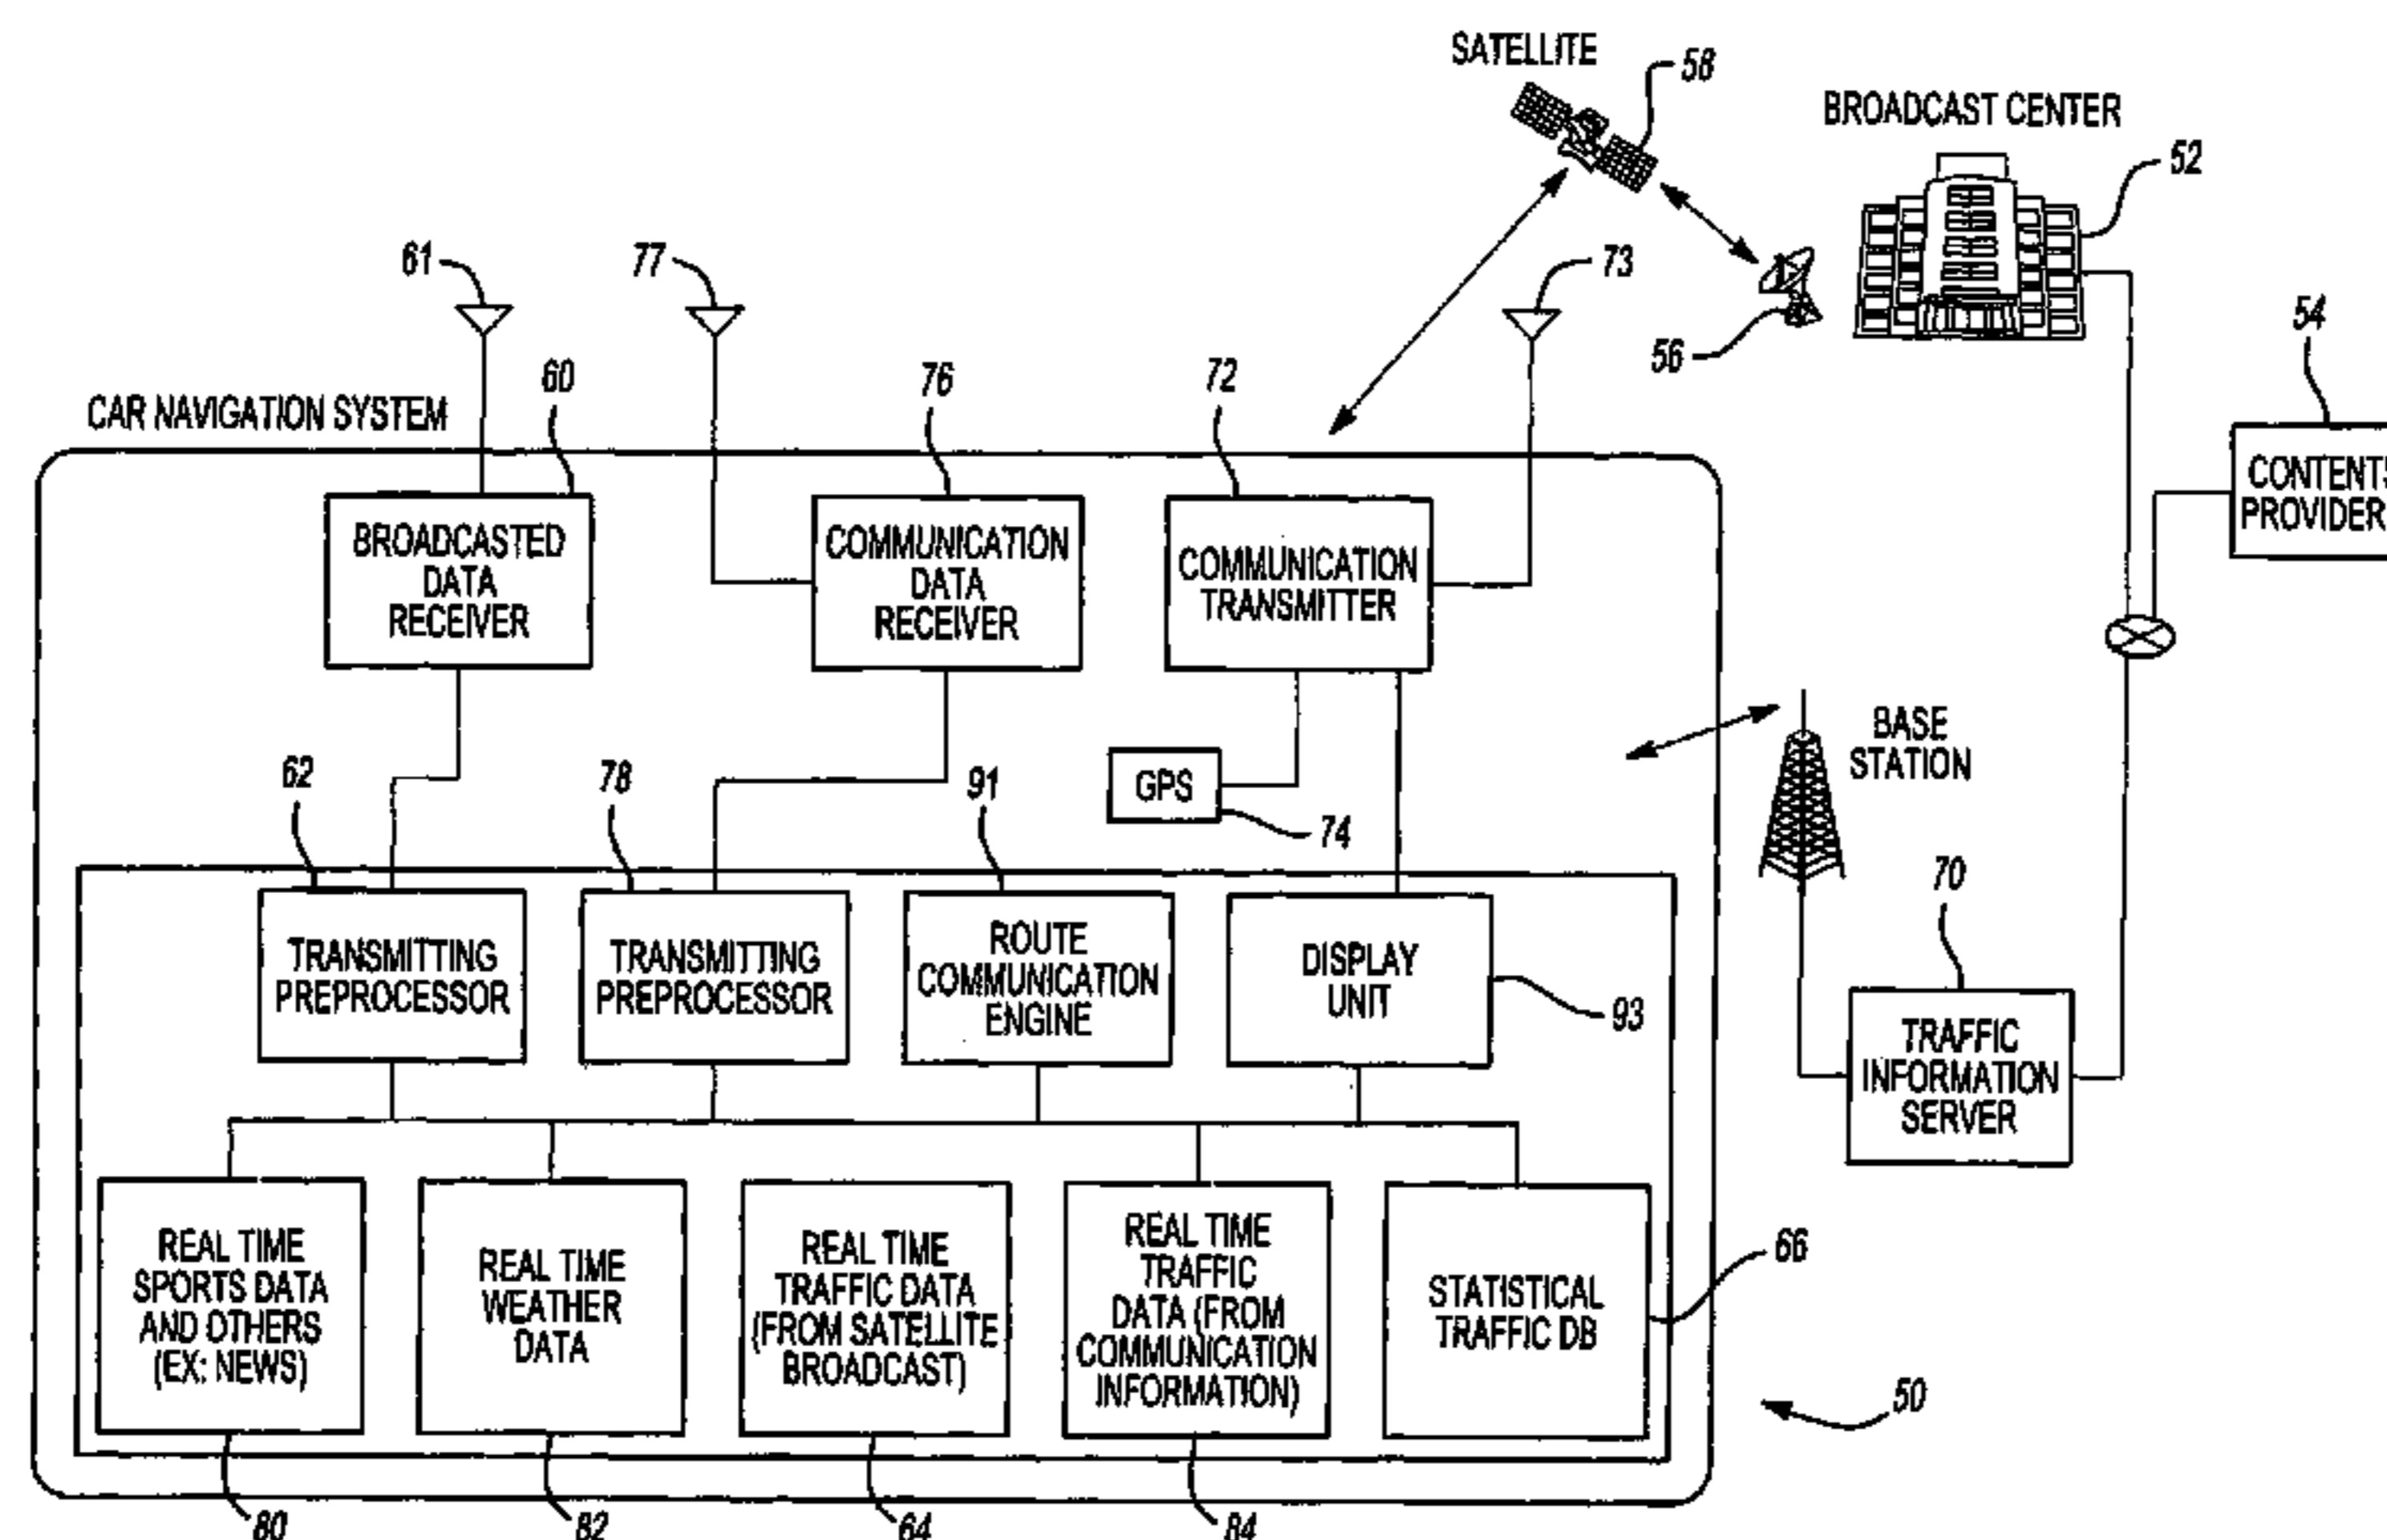 SATELLITE
58
BROADCAST CENTER
52
61
77
73
56
54
CAR NAVIGATION SYSTEM
60
76
72
CONTENTS
PROVIDER
BROADCASTED
DATA
RECEIVER
COMMUNICATION
DATA
RECEIVER
COMMUNICATION
TRANSMITTER
BASE
STATION
62
78
91
GPS
74
70
TRANSMITTING
PREPROCESSOR
TRANSMITTING
PREPROCESSOR
ROUTE
COMMUNICATION
ENGINE
DISPLAY
UNIT
93
TRAFFIC
INFORMATION
SERVER
REAL TIME
SPORTS DATA
AND OTHERS
(EX: NEWS)
REAL TIME
WEATHER
DATA
REAL TIME
TRAFFIC DATA
(FROM SATELLITE
BROADCAST)
REAL TIME
TRAFFIC
DATA (FROM
COMMUNICATION
INFORMATION)
STATISTICAL
TRAFFIC DB
66
50
80
82
64
84